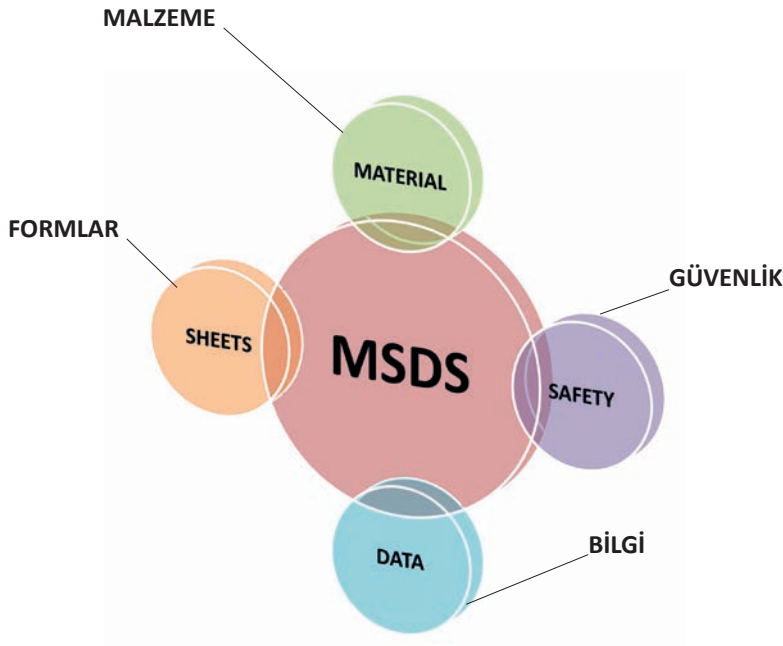 MALZEME
MATERIAL
FORMLAR
GÜVENLİK
SHEETS
MSDS
SAFETY
BİLGİ
DATA